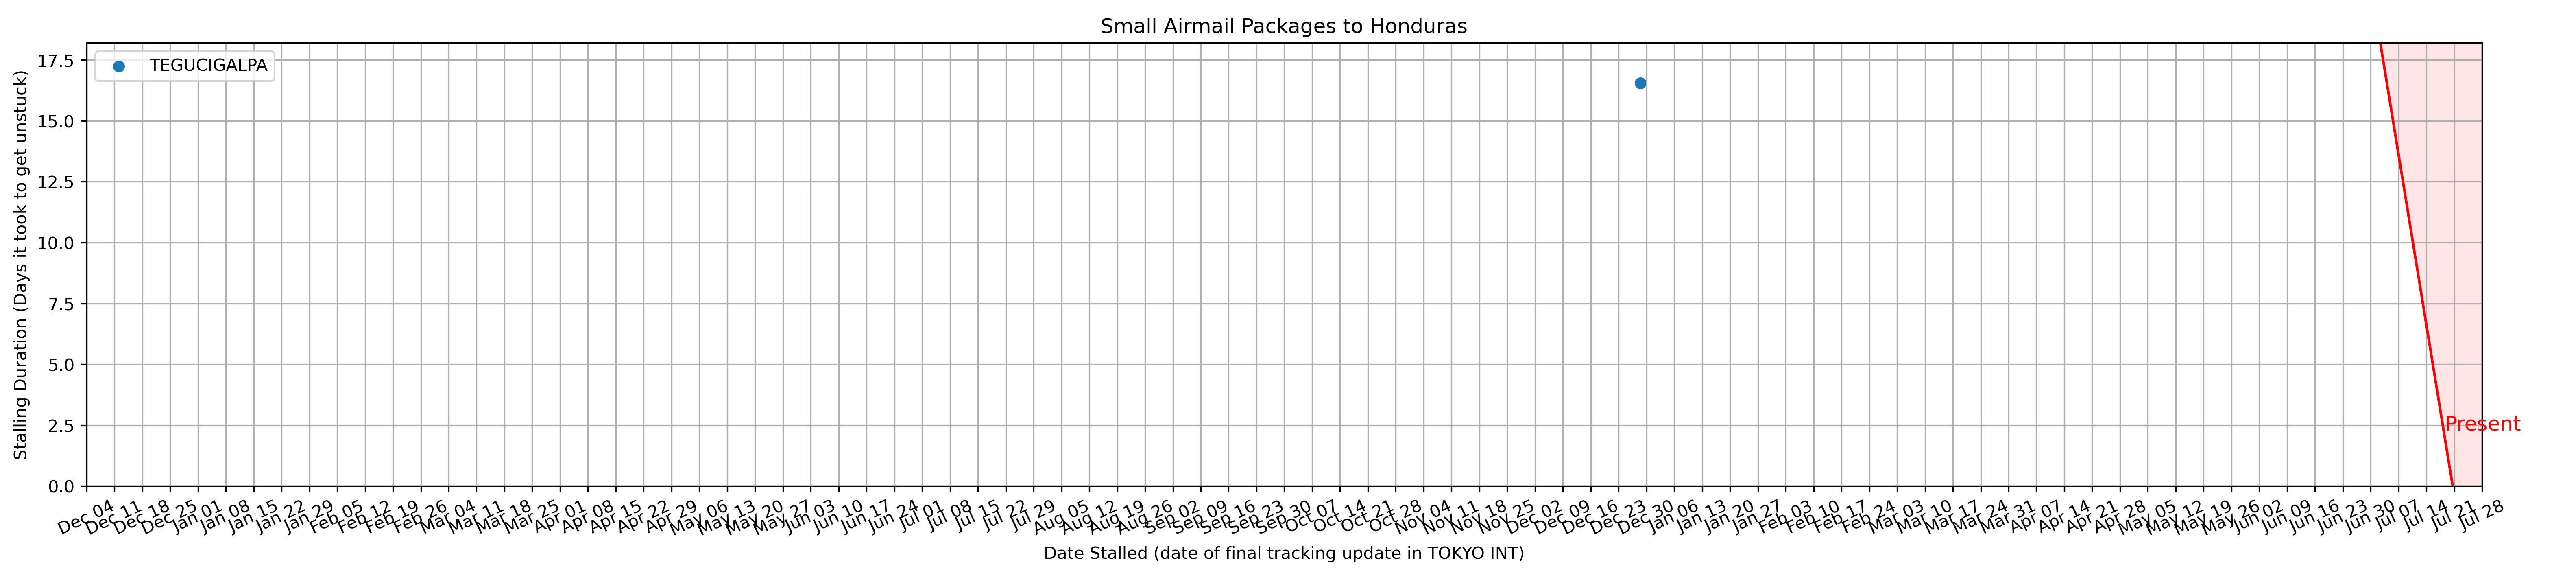 Small Airmail Packages to Honduras
TEGUCIGALPA
Stalling Duration (Days it took to get unstuck)
17.5
15.0
12.5
10.0
7.5
5.0
2.5
0.0
Present
Dec 04
Dec 11
Dec 18
Dec 25
Jan 01
Jan 08
Jan 15
Jan 22
Jan 29
Feb 05
Feb 12
Feb 19
Feb 26
Mar 04
Mar 11
Mar 18
Mar 25
Apr 01
Apr 08
Apr 15
Apr 22
Apr 29
May 06
May 13
May 20
May 27
Jun 03
Jun 10
Jun 17
Jun 24
Jul 01
Jul 08
Jul 15
Jul 22
Jul 29
Aug 05
Aug 12
Aug 19
Aug 26
Sep 02
Sep 09
Sep 16
Sep 23
Sep 30
Oct 07
Oct 14
Oct 21
Oct 28
Nov 04
Nov 11
Nov 18
Nov 25
Dec 02
Dec 09
Dec 16
Dec 23
Dec 30
Jan 06
Jan 13
Jan 20
Jan 27
Feb 03
Feb 10
Feb 17
Feb 24
Mar 03
Mar 10
Mar 17
Mar 24
Mar 31
Apr 07
Apr 14
Apr 21
Apr 28
May 05
May 12
May 19
May 26
Jun 02
Jun 09
Jun 16
Jun 23
Jun 30
Jul 07
Jul 14
Jul 21
Jul 28
Date Stalled (date of final tracking update in TOKYO INT)